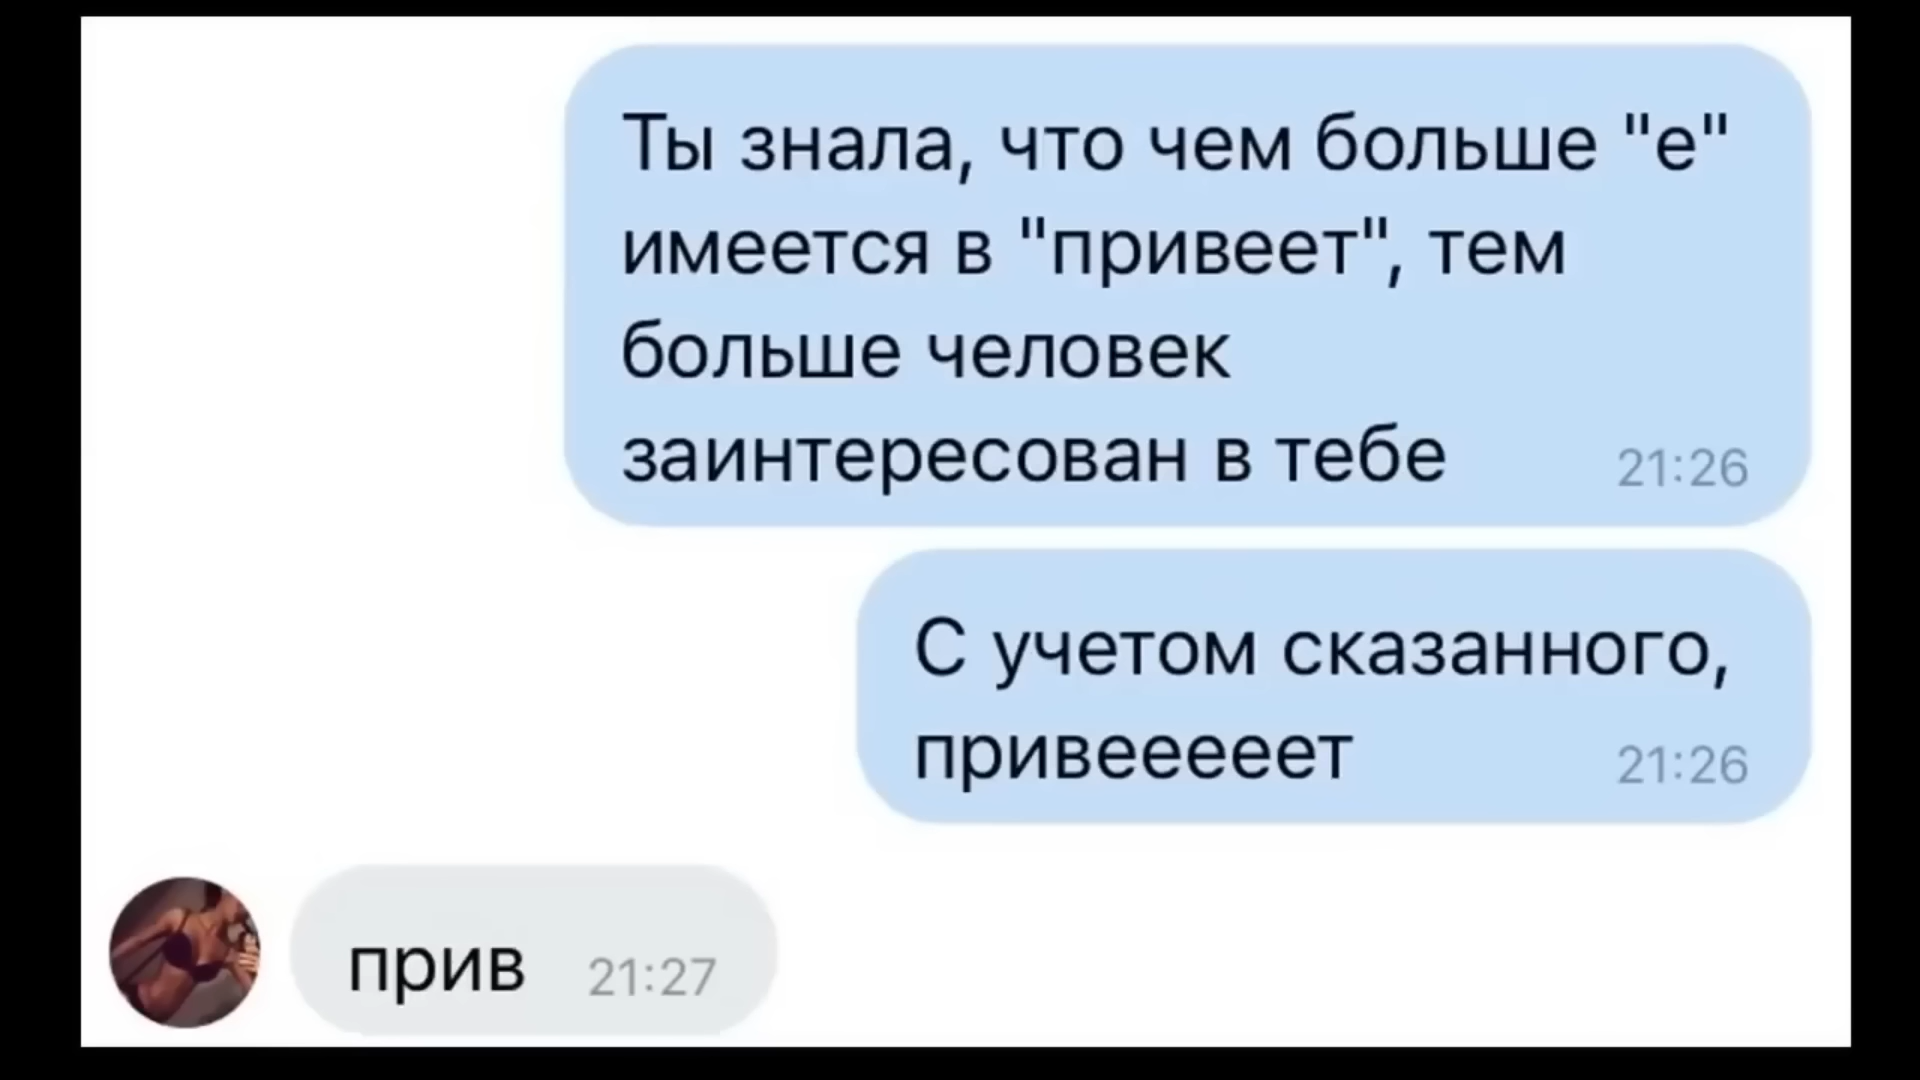 Ты знала, что чем больше "е"
имеется в "привеет", тем
больше человек
заинтересован в тебе 21:26
С учетом сказанного,
привееееет 21:26
прив 21:27